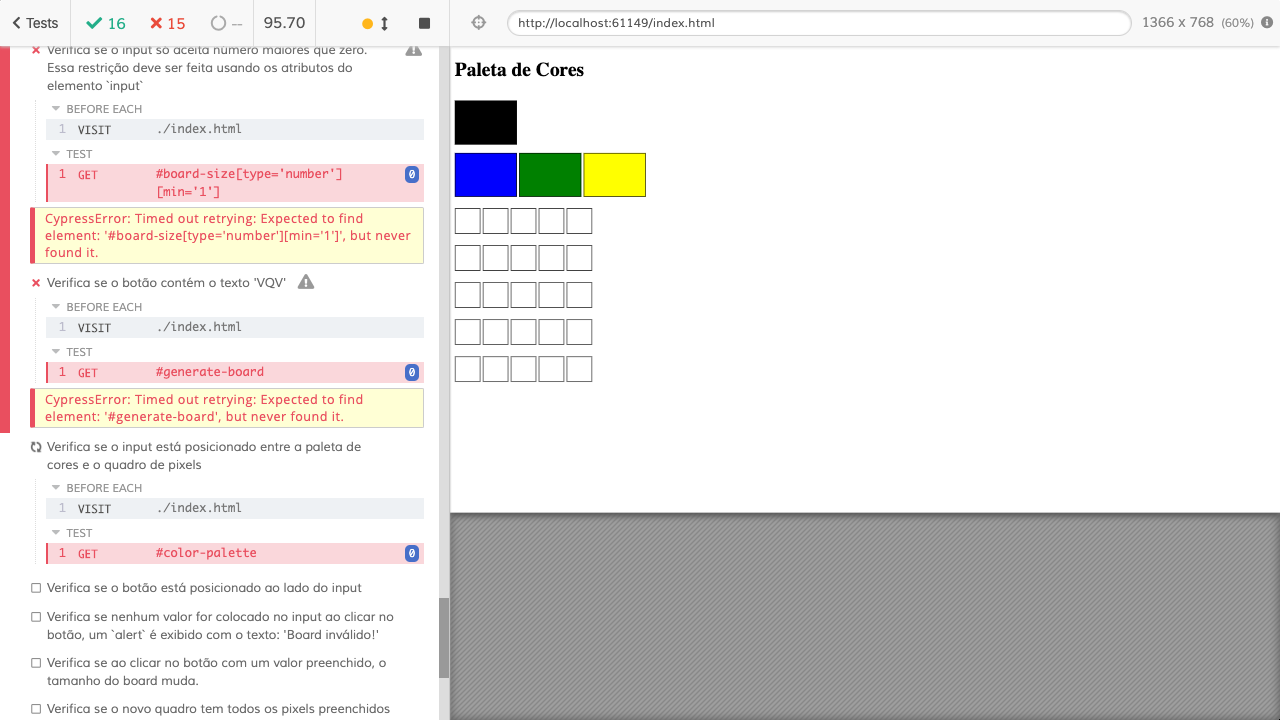 Tests
16
15
--
95.70
http://localhost:61149/index.html
1366 x 768 (60%)
Verifica se o input só aceita número maiores que zero.
Essa restrição deve ser feita usando os atributos do
elemento `input`
BEFORE EACH
1 VISIT ./index.html
TEST
1 GET #board-size[type='number'] 0
[min='1']
CypressError: Timed out retrying: Expected to find
element: '#board-size[type='number'][min='1']', but never
found it.
Verifica se o botão contém o texto 'VQV'
BEFORE EACH
1 VISIT ./index.html
TEST
1 GET #generate-board 0
CypressError: Timed out retrying: Expected to find
element: '#generate-board', but never found it.
Verifica se o input está posicionado entre a paleta de
cores e o quadro de pixels
BEFORE EACH
1 VISIT ./index.html
TEST
1 GET #color-palette 0
Verifica se o botão está posicionado ao lado do input
Verifica se nenhum valor for colocado no input ao clicar no
botão, um `alert` é exibido com o texto: 'Board inválido!'
Verifica se ao clicar no botão com um valor preenchido, o
tamanho do board muda.
Verifica se o novo quadro tem todos os pixels preenchidos
Paleta de Cores